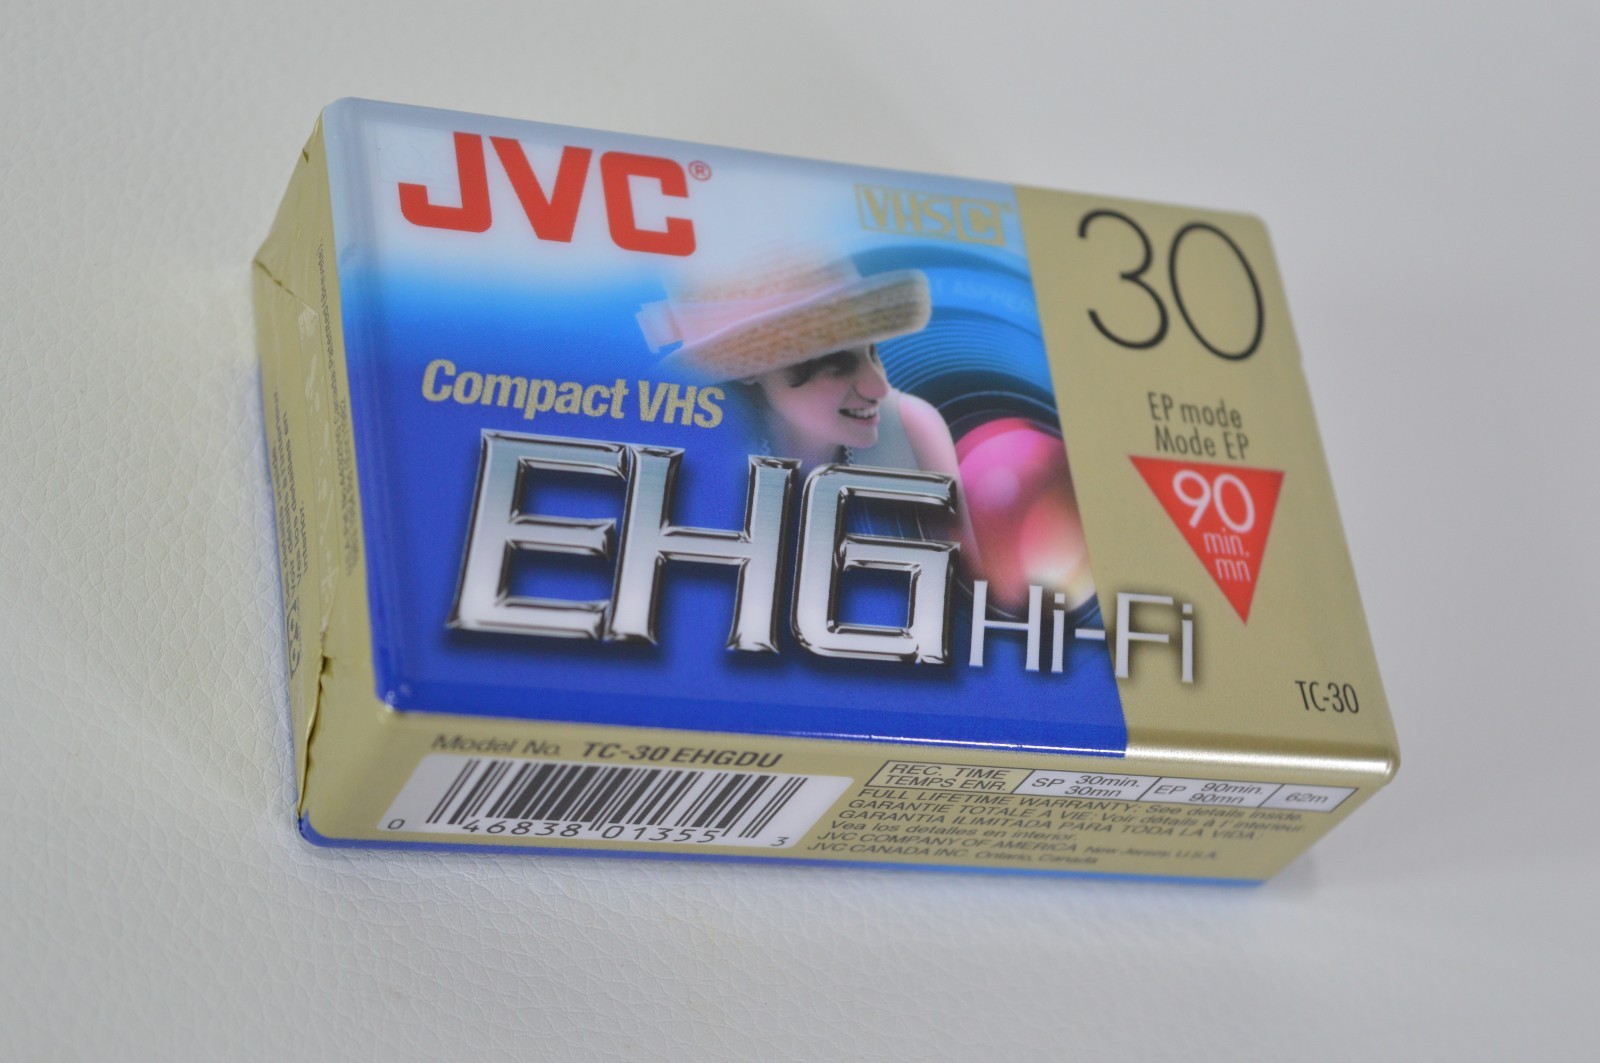 JVC®
VHS C
30
Compact VHS
EP mode
Mode EP
90
min.
mn
EHG Hi-Fi
TC-30
Model No. TC-30 EHGDU
0 46838 01355 3
REC. TIME
TEMPS ENR.
SP 30min.
30mn
EP 90min.
90mn
62m
FULL LIFETIME WARRANTY: See details inside.
GARANTIE TOTALE A VIE: Voir détails à l'intérieur.
GARANTIA ILIMITADA PARA TODA LA VIDA
Vea los detalles en interior.
JVC COMPANY OF AMERICA New Jersey, U.S.A.
JVC CANADA INC. Ontario, Canada